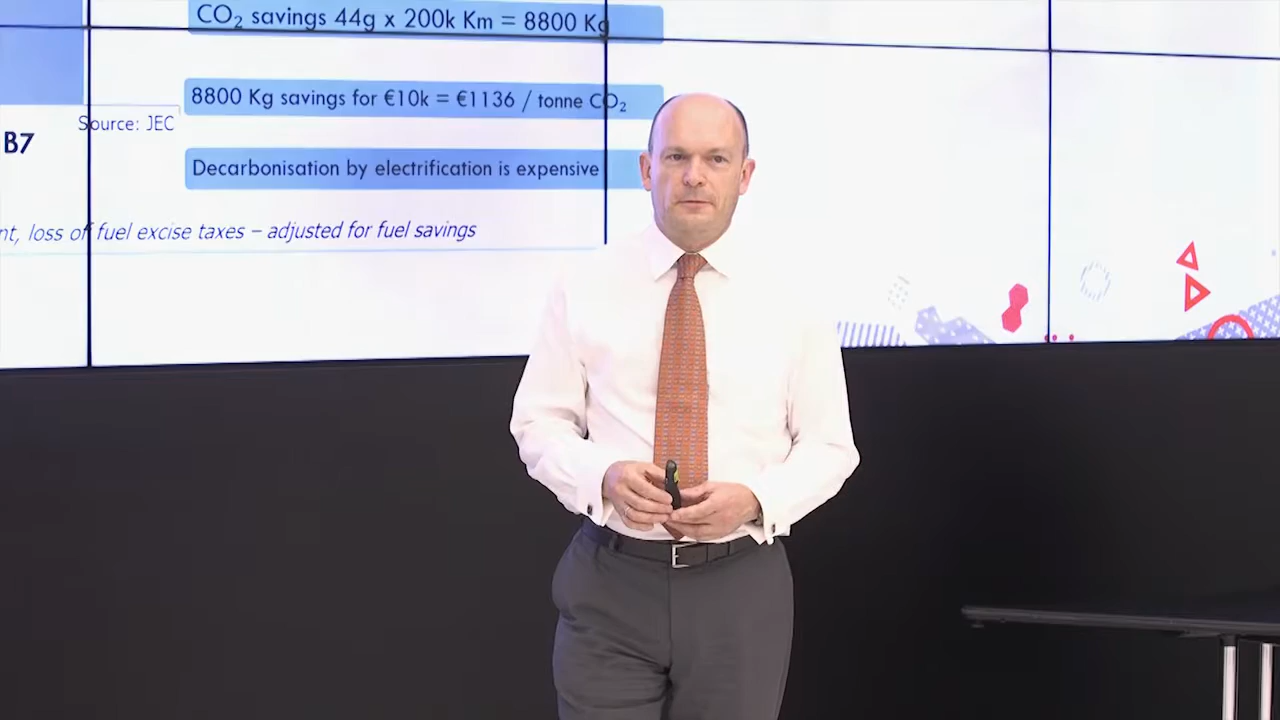 CO₂ savings 44g x 200k Km = 8800 Kg
8800 Kg savings for €10k = €1136 / tonne CO₂
Source: JEC
B7
Decarbonisation by electrification is expensive
loss of fuel excise taxes – adjusted for fuel savings